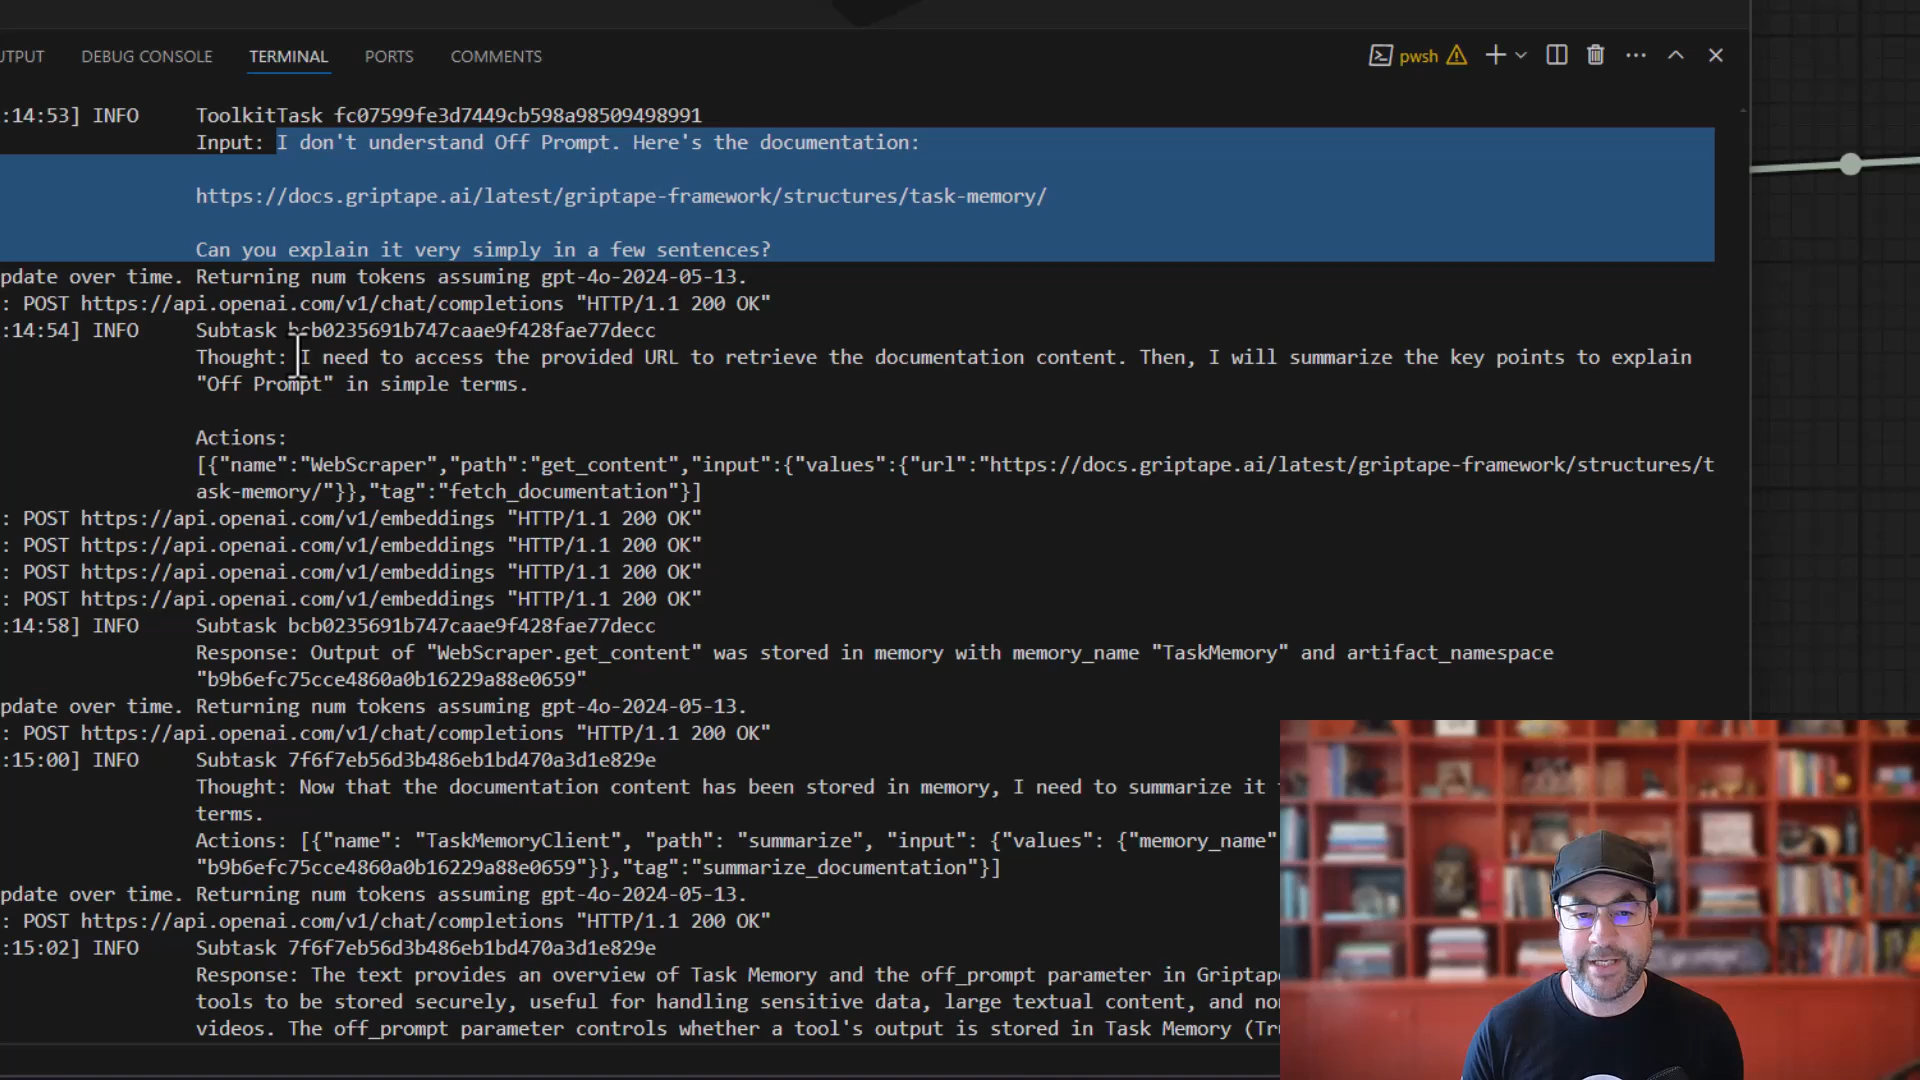 UTPUT DEBUG CONSOLE TERMINAL PORTS COMMENTS pwsh
:14:53] INFO ToolkitTask fc07599fe3d7449cb598a98509498991
Input: I don't understand Off Prompt. Here's the documentation:
https://docs.griptape.ai/latest/griptape-framework/structures/task-memory/
Can you explain it very simply in a few sentences?
pdate over time. Returning num tokens assuming gpt-4o-2024-05-13.
: POST https://api.openai.com/v1/chat/completions "HTTP/1.1 200 OK"
:14:54] INFO Subtask bcb0235691b747caae9f428fae77decc
Thought: I need to access the provided URL to retrieve the documentation content. Then, I will summarize the key points to explain
"Off Prompt" in simple terms.
Actions:
[{"name":"WebScraper","path":"get_content","input":{"values":{"url":"https://docs.griptape.ai/latest/griptape-framework/structures/t
ask-memory/"}},"tag":"fetch_documentation"}]
: POST https://api.openai.com/v1/embeddings "HTTP/1.1 200 OK"
: POST https://api.openai.com/v1/embeddings "HTTP/1.1 200 OK"
: POST https://api.openai.com/v1/embeddings "HTTP/1.1 200 OK"
: POST https://api.openai.com/v1/embeddings "HTTP/1.1 200 OK"
:14:58] INFO Subtask bcb0235691b747caae9f428fae77decc
Response: Output of "WebScraper.get_content" was stored in memory with memory_name "TaskMemory" and artifact_namespace
"b9b6efc75cce4860a0b16229a88e0659"
pdate over time. Returning num tokens assuming gpt-4o-2024-05-13.
: POST https://api.openai.com/v1/chat/completions "HTTP/1.1 200 OK"
:15:00] INFO Subtask 7f6f7eb56d3b486eb1bd470a3d1e829e
Thought: Now that the documentation content has been stored in memory, I need to summarize it
terms.
Actions: [{"name": "TaskMemoryClient", "path": "summarize", "input": {"values": {"memory_name"
"b9b6efc75cce4860a0b16229a88e0659"}},"tag":"summarize_documentation"}]
pdate over time. Returning num tokens assuming gpt-4o-2024-05-13.
: POST https://api.openai.com/v1/chat/completions "HTTP/1.1 200 OK"
:15:02] INFO Subtask 7f6f7eb56d3b486eb1bd470a3d1e829e
Response: The text provides an overview of Task Memory and the off_prompt parameter in Griptape
tools to be stored securely, useful for handling sensitive data, large textual content, and no
videos. The off_prompt parameter controls whether a tool's output is stored in Task Memory (Tr